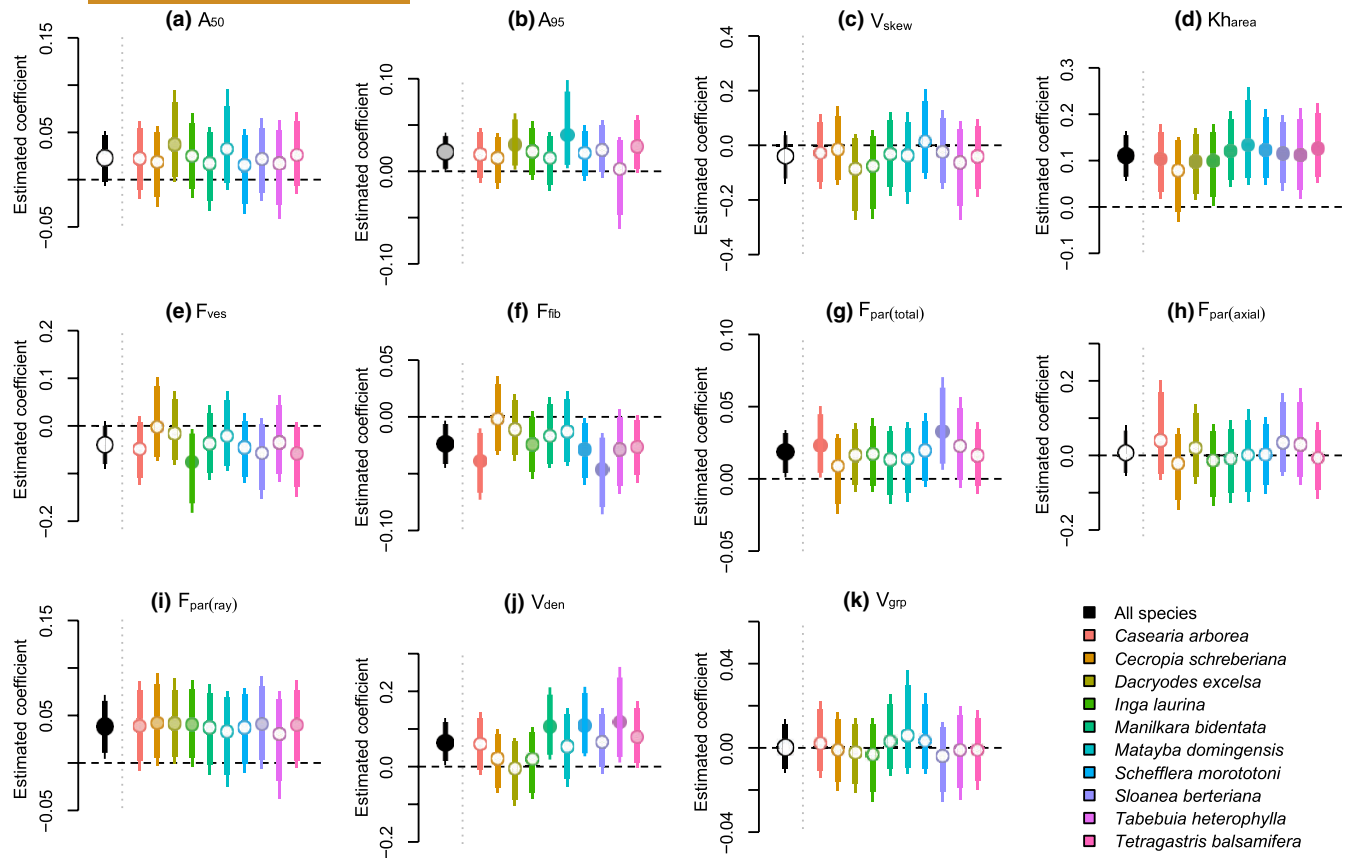 (a) A50
(b) A95
(c) Vskew
(d) Kharea
Estimated coefficient
−0.05 0.05 0.15
Estimated coefficient
−0.10 0.00 0.10
Estimated coefficient
−0.4 −0.2 0.0 0.2 0.4
Estimated coefficient
−0.1 0.0 0.1 0.2 0.3
(e) Fves
(f) Ffib
(g) Fpar(total)
(h) Fpar(axial)
Estimated coefficient
−0.2 0.0 0.1 0.2
Estimated coefficient
−0.10 0.00 0.05
Estimated coefficient
−0.05 0.00 0.05 0.10
Estimated coefficient
−0.2 0.0 0.2
(i) Fpar(ray)
(j) Vden
(k) Vgrp
Estimated coefficient
−0.05 0.05 0.15
Estimated coefficient
−0.2 0.0 0.2
Estimated coefficient
−0.04 0.00 0.04
All species
Casearia arborea
Cecropia schreberiana
Dacryodes excelsa
Inga laurina
Manilkara bidentata
Matayba domingensis
Schefflera morototoni
Sloanea berteriana
Tabebuia heterophylla
Tetragastris balsamifera